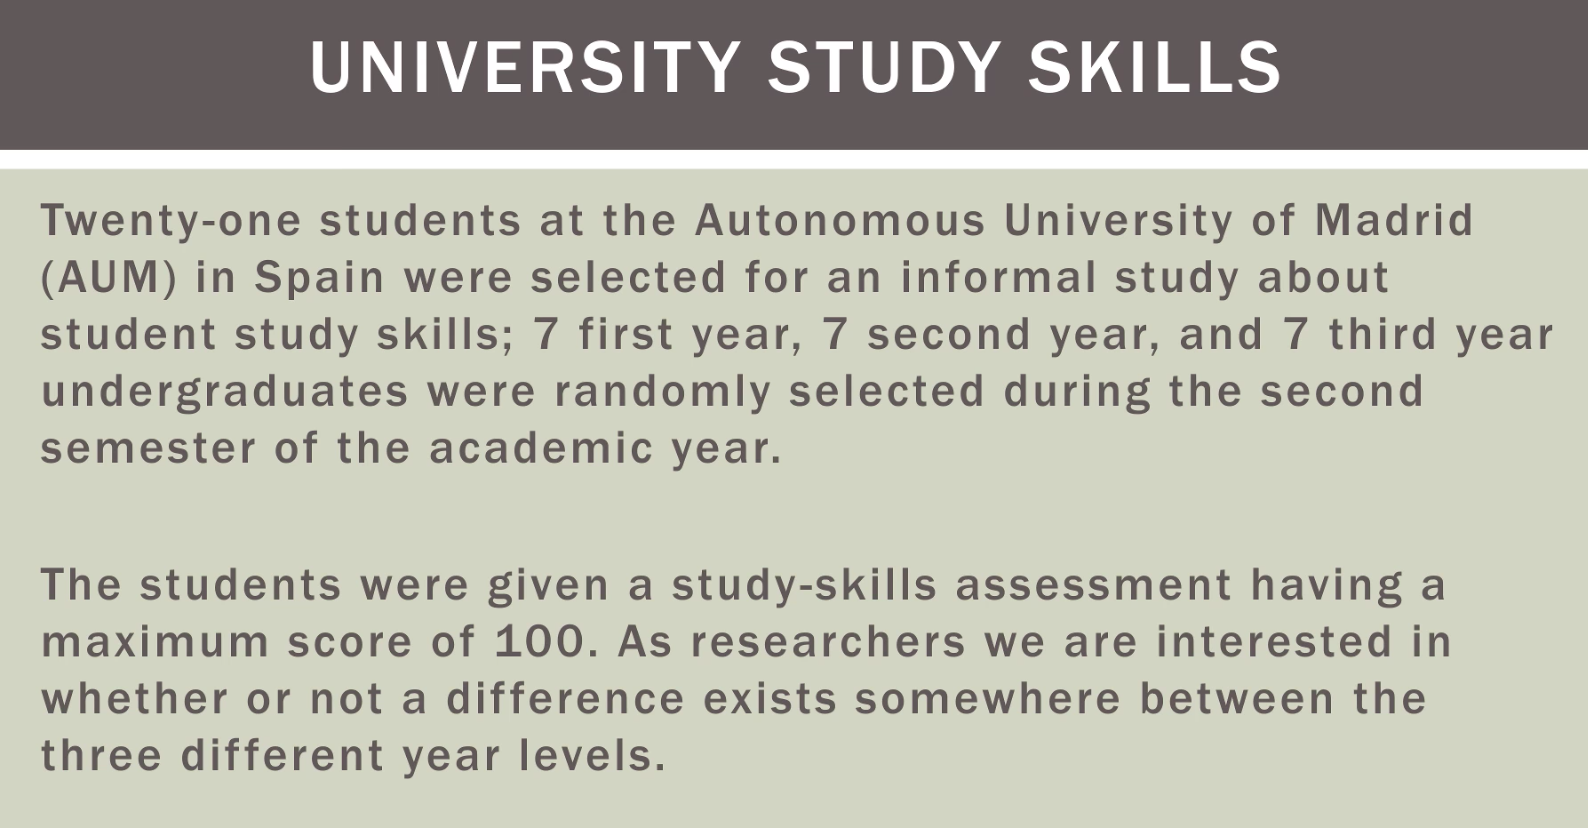 UNIVERSITY STUDY SKILLS
Twenty-one students at the Autonomous University of Madrid
(AUM) in Spain were selected for an informal study about
student study skills; 7 first year, 7 second year, and 7 third year
undergraduates were randomly selected during the second
semester of the academic year.
The students were given a study-skills assessment having a
maximum score of 100. As researchers we are interested in
whether or not a difference exists somewhere between the
three different year levels.